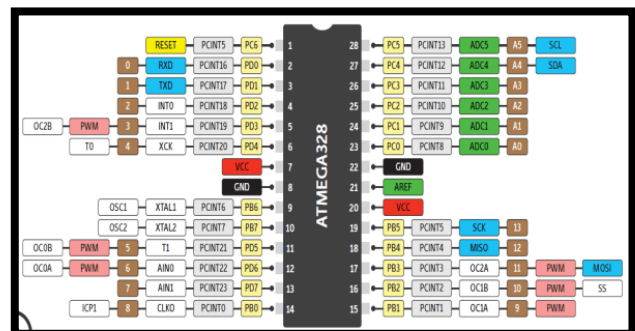 RESET PCINT5 PC6 1 28 PC5 PCINT13 ADC5 A5 SCL
0 RXD PCINT16 PD0 2 27 PC4 PCINT12 ADC4 A4 SDA
1 TXD PCINT17 PD1 3 26 PC3 PCINT11 ADC3 A3
2 INT0 PCINT18 PD2 4 25 PC2 PCINT10 ADC2 A2
OC2B PWM 3 INT1 PCINT19 PD3 5 24 PC1 PCINT9 ADC1 A1
T0 4 XCK PCINT20 PD4 6 23 PC0 PCINT8 ADC0 A0
VCC 7 22 GND
GND 8 21 AREF
OSC1 XTAL1 PCINT6 PB6 9 20 VCC
OSC2 XTAL2 PCINT7 PB7 10 19 PB5 PCINT5 SCK 13
OC0B PWM 5 T1 PCINT21 PD5 11 18 PB4 PCINT4 MISO 12
OC0A PWM 6 AIN0 PCINT22 PD6 12 17 PB3 PCINT3 OC2A 11 PWM MOSI
7 AIN1 PCINT23 PD7 13 16 PB2 PCINT2 OC1B 10 PWM SS
ICP1 8 CLKO PCINT0 PB0 14 15 PB1 PCINT1 OC1A 9 PWM
ATMEGA328